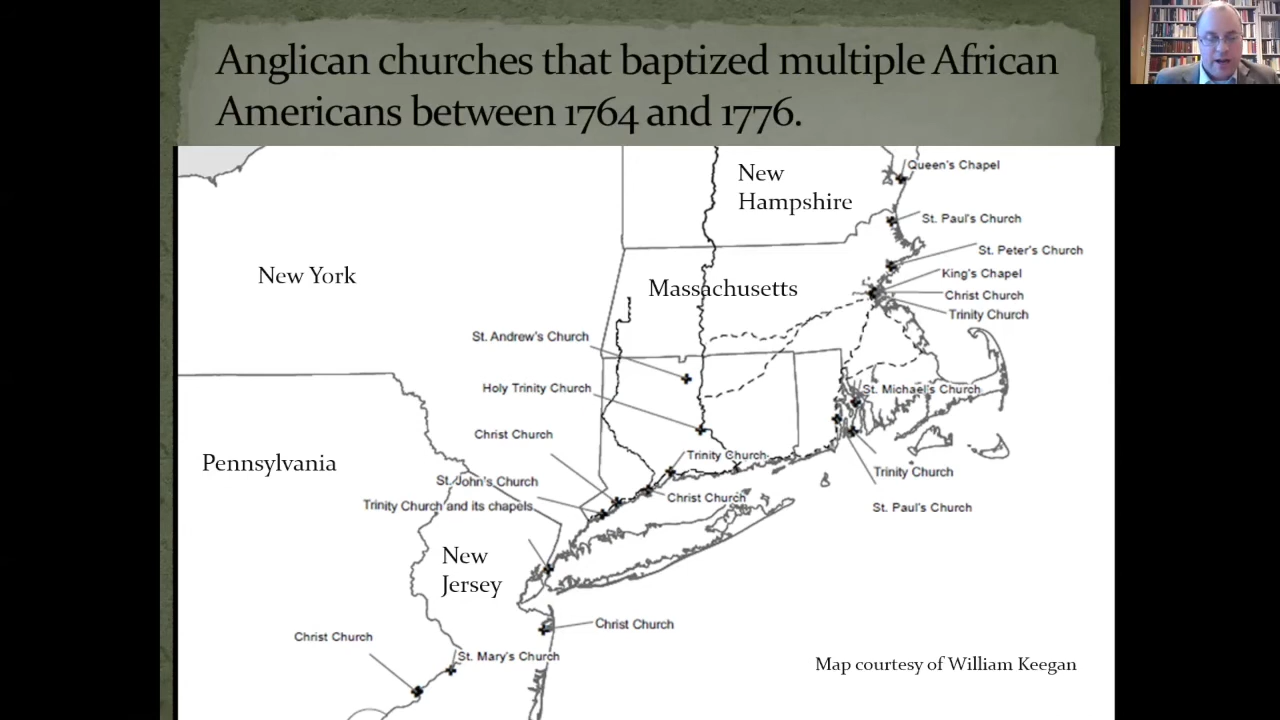 Anglican churches that baptized multiple African
Americans between 1764 and 1776.
New
Hampshire
Queen's Chapel
St. Paul's Church
St. Peter's Church
New York
Massachusetts
King's Chapel
Christ Church
Trinity Church
St. Andrew's Church
Holy Trinity Church
St. Michael's Church
Christ Church
Trinity Church
Pennsylvania
Trinity Church
St. John's Church
Christ Church
Trinity Church and its chapels
St. Paul's Church
New
Jersey
Christ Church
Christ Church
St. Mary's Church
Map courtesy of William Keegan